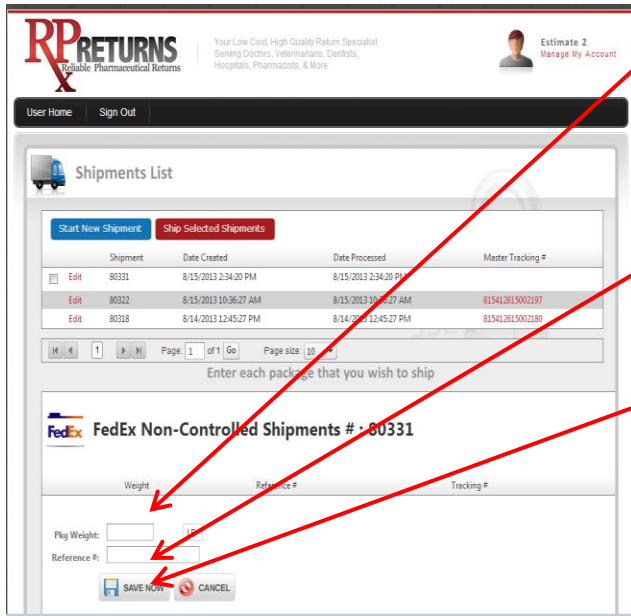 RPX RETURNS
Reliable Pharmaceutical Returns
Your Low Cost, High Quality Return Specialist
Serving Doctors, Veterinarians, Dentists,
Hospitals, Pharmacists, & More
Estimate 2
Manage My Account
User Home Sign Out
Shipments List
Start New Shipment Ship Selected Shipments
Shipment Date Created Date Processed Master Tracking #
Edit 80331 8/15/2013 2:34:20 PM 8/15/2013 2:34:20 PM
Edit 80322 8/15/2013 10:36:27 AM 8/15/2013 10:36:27 AM 815412615002197
Edit 80318 8/14/2013 12:45:27 PM 8/14/2013 12:45:27 PM 815412615002180
1 Page: 1 of 1 Go Page size: 10
Enter each package that you wish to ship
FedEx FedEx Non-Controlled Shipments # : 80331
Weight Reference # Tracking #
Pkg Weight:
Reference #:
SAVE NOW CANCEL